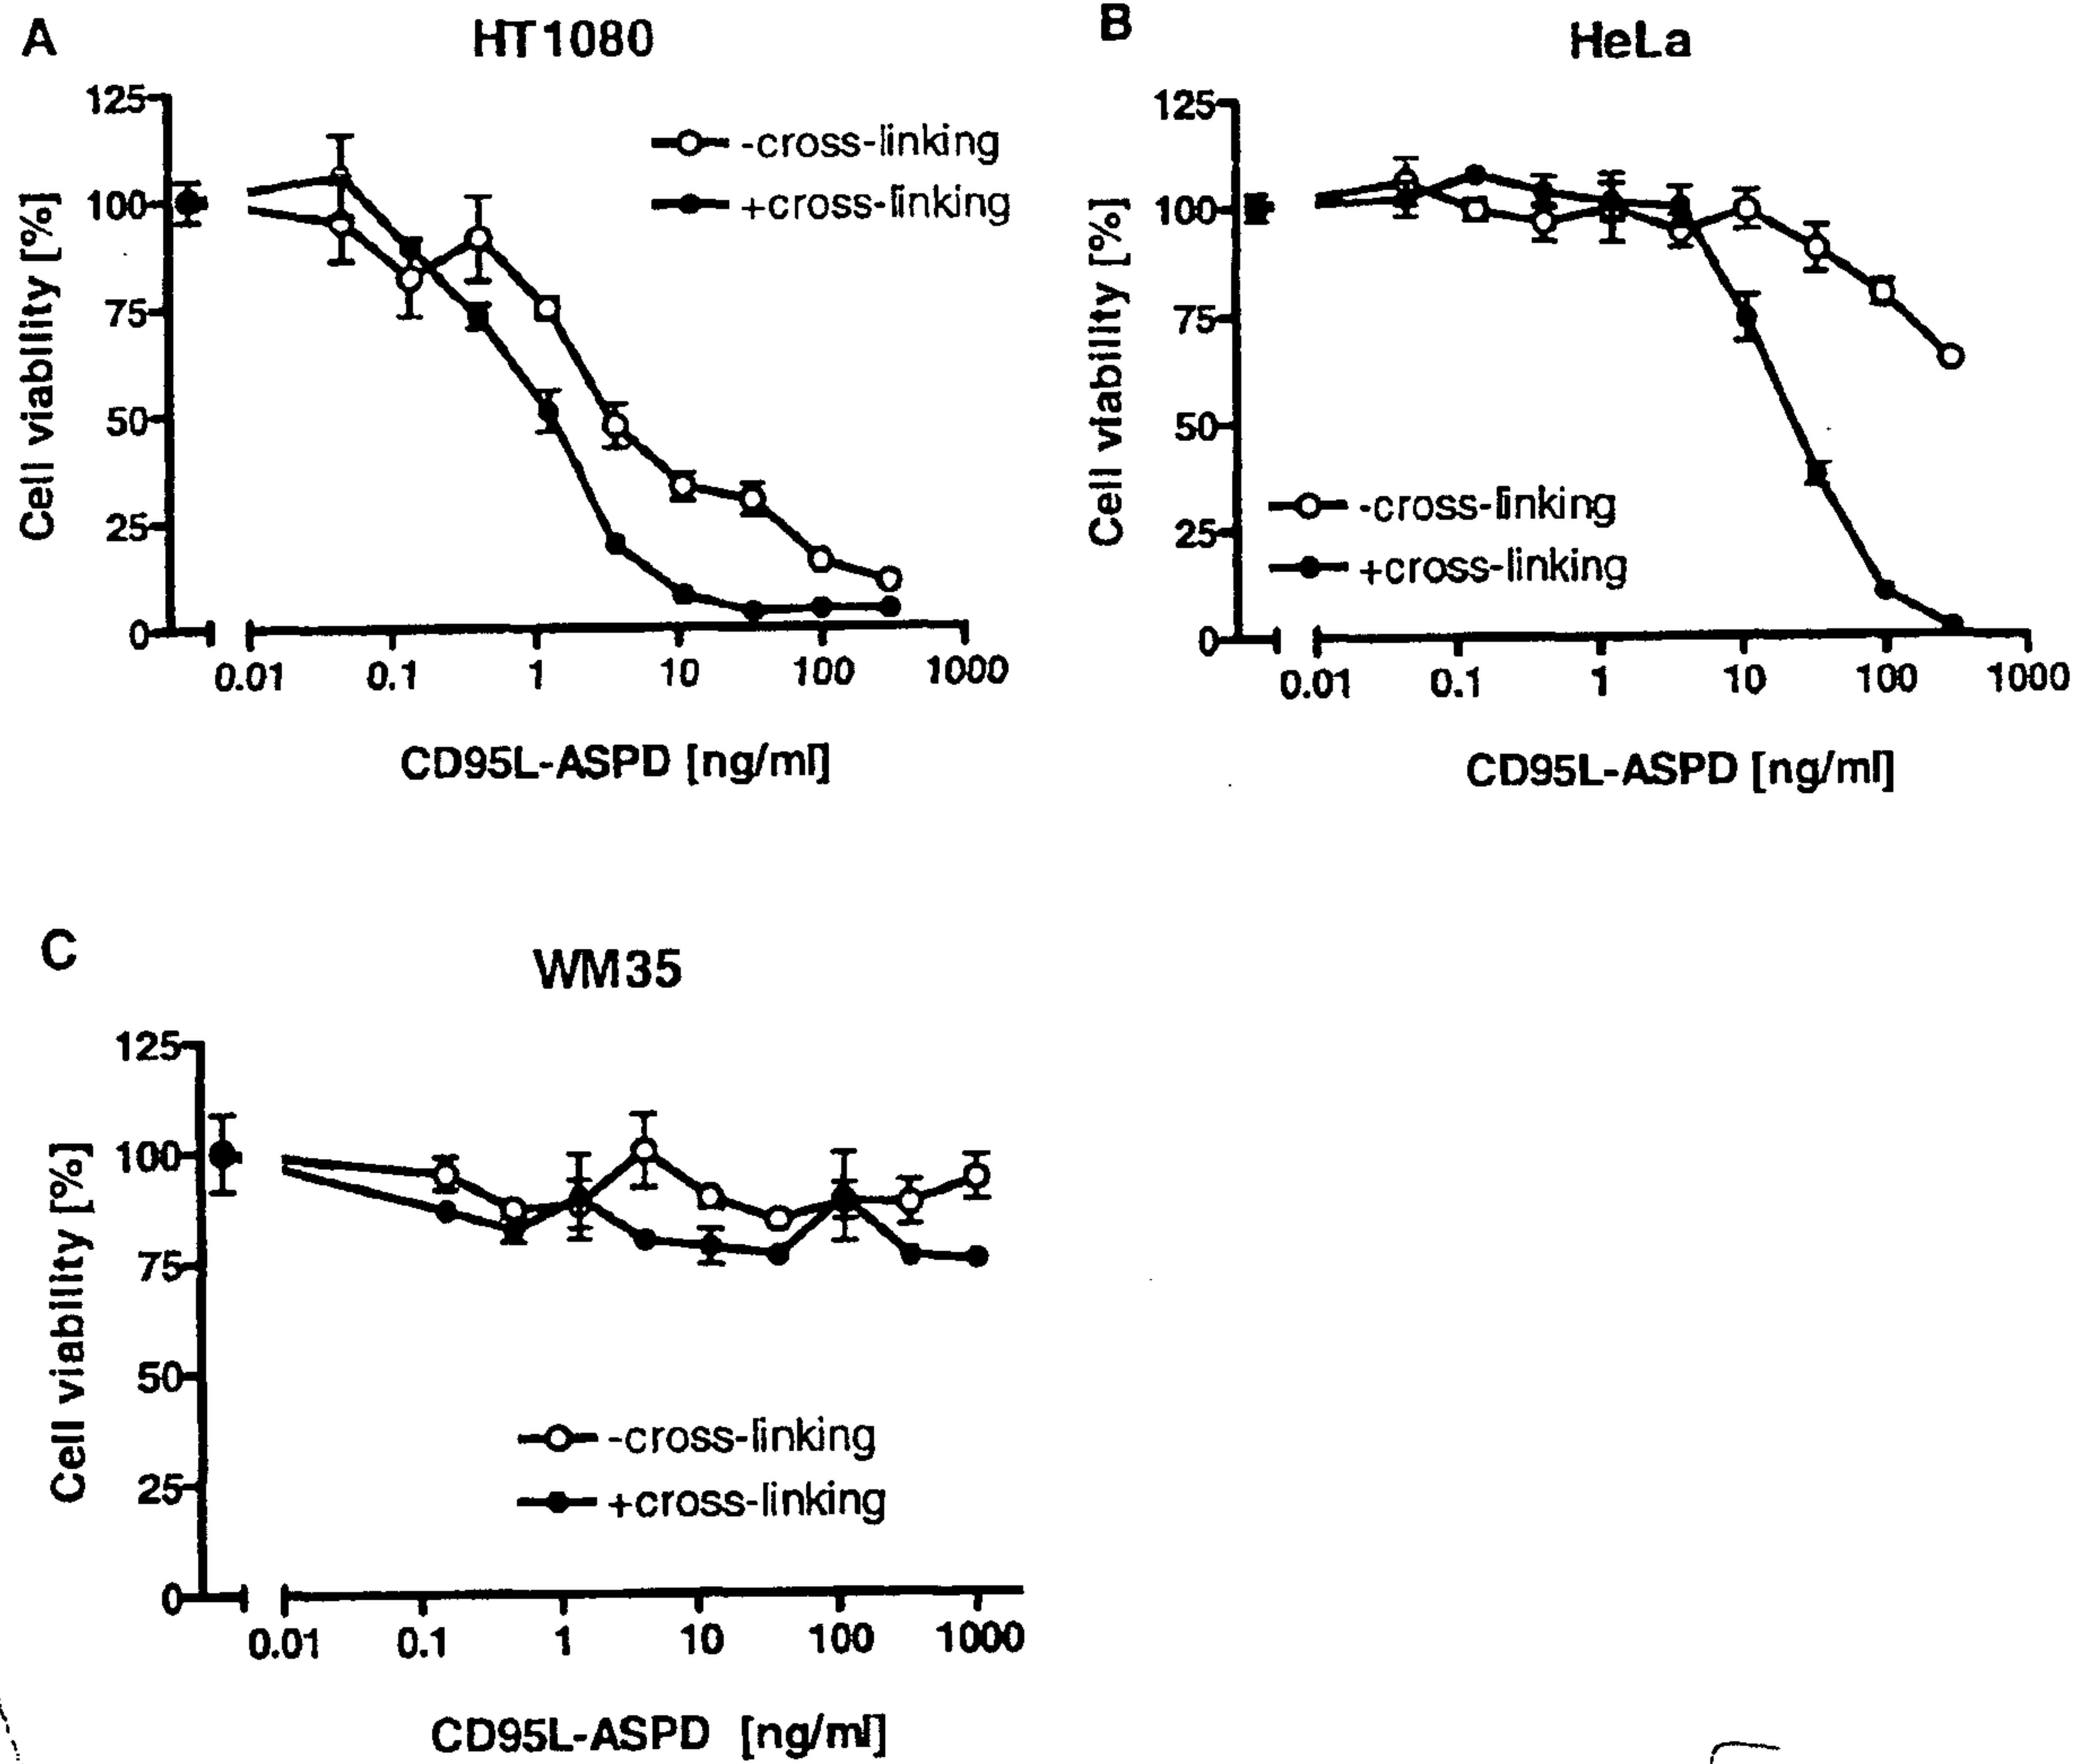 A
HT1080
125
100
75
50
25
0
Cell viability [%]
-cross-linking
+cross-linking
0.01 0.1 1 10 100 1000
CD95L-ASPD [ng/ml]
B
HeLa
125
100
75
50
25
0
Cell viability [%]
-cross-linking
+cross-linking
0.01 0.1 1 10 100 1000
CD95L-ASPD [ng/ml]
C
WM35
125
100
75
50
25
0
Cell viability [%]
-cross-linking
+cross-linking
0.01 0.1 1 10 100 1000
CD95L-ASPD [ng/ml]